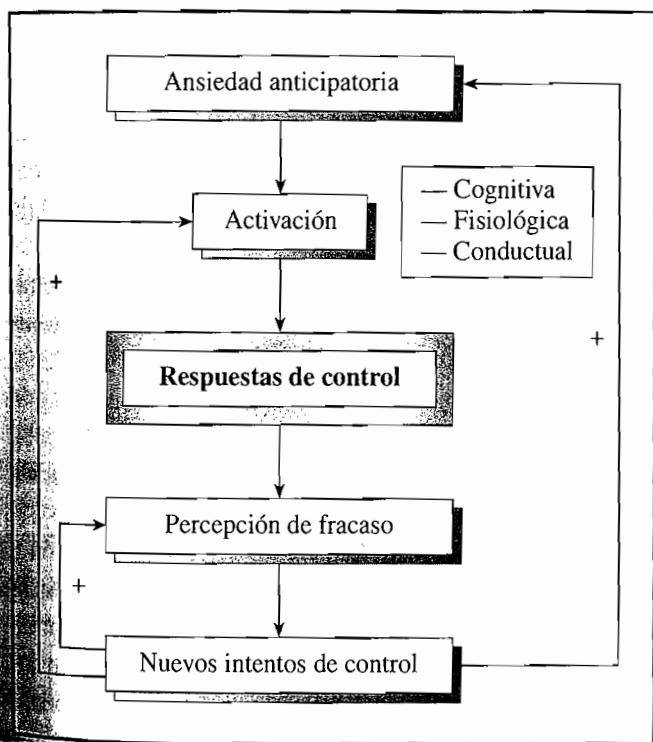 Ansiedad anticipatoria
Activación
— Cognitiva
— Fisiológica
— Conductual
+
+
Respuestas de control
Percepción de fracaso
+
Nuevos intentos de control